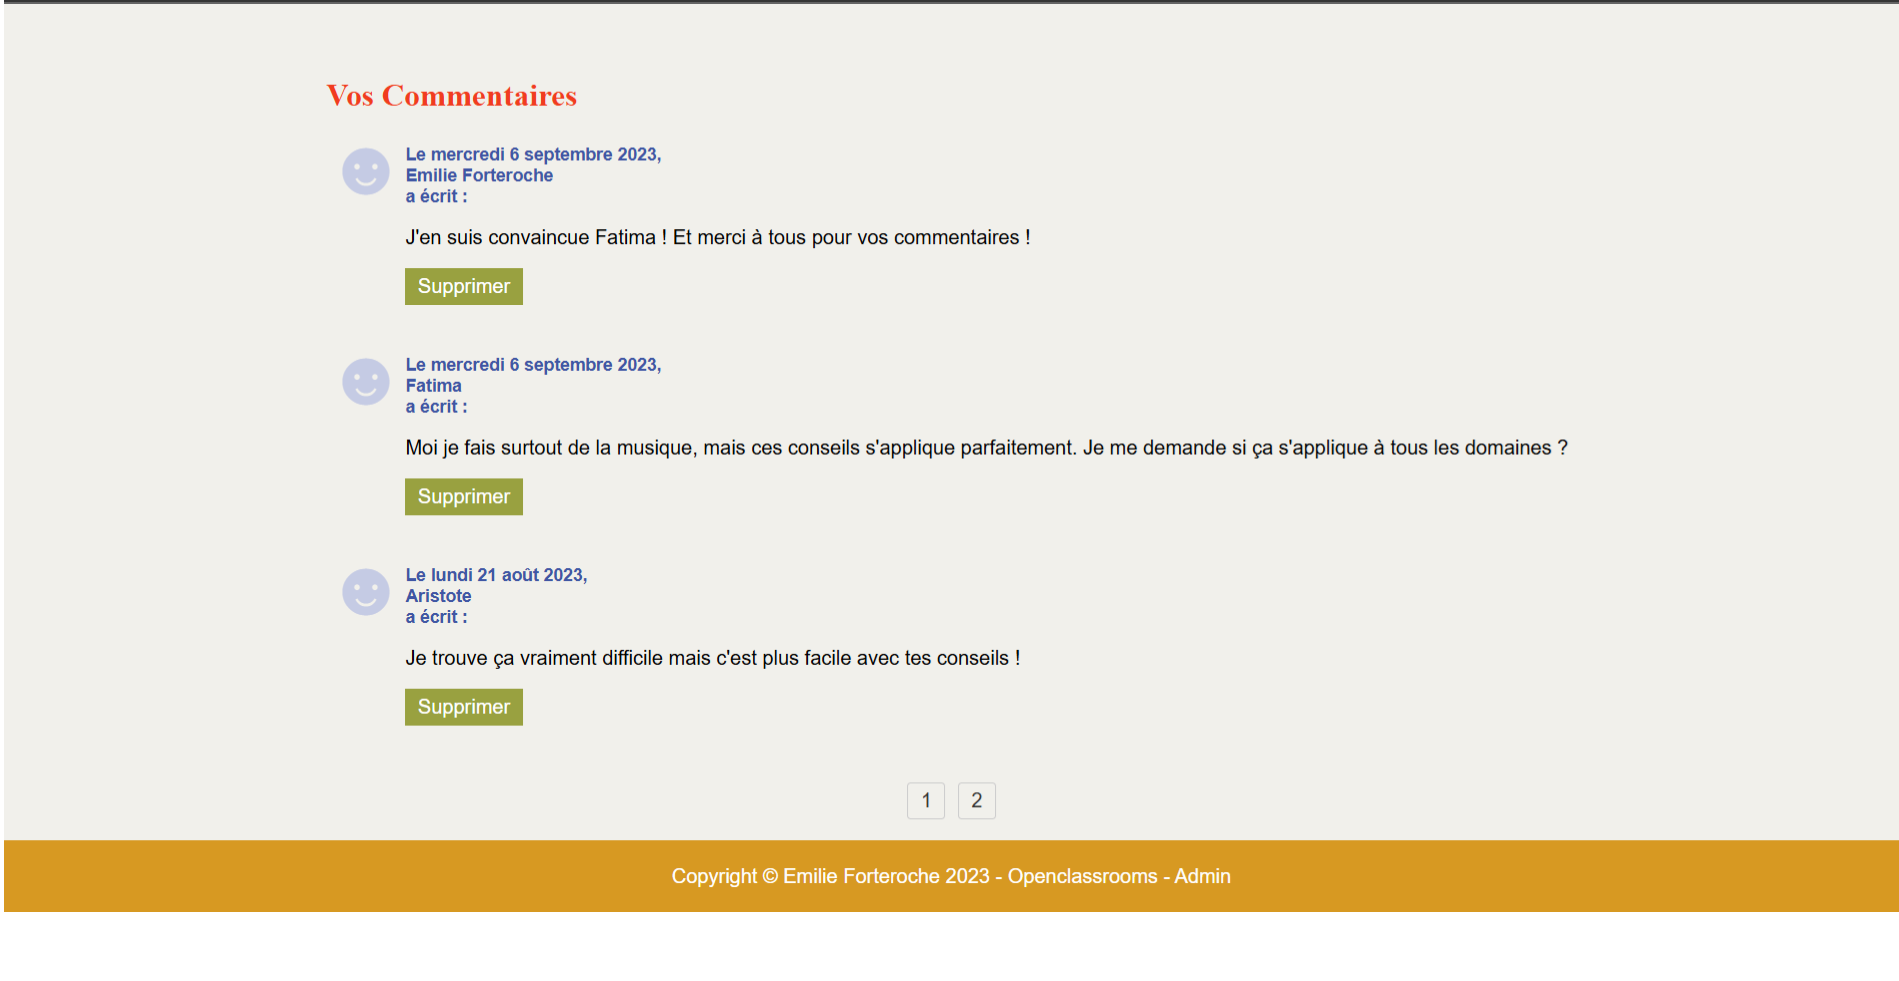 Vos Commentaires
Le mercredi 6 septembre 2023,
Emilie Forteroche
a écrit :
J'en suis convaincue Fatima ! Et merci à tous pour vos commentaires !
Supprimer
Le mercredi 6 septembre 2023,
Fatima
a écrit :
Moi je fais surtout de la musique, mais ces conseils s'applique parfaitement. Je me demande si ça s'applique à tous les domaines ?
Supprimer
Le lundi 21 août 2023,
Aristote
a écrit :
Je trouve ça vraiment difficile mais c'est plus facile avec tes conseils !
Supprimer
1 2
Copyright © Emilie Forteroche 2023 - Openclassrooms - Admin